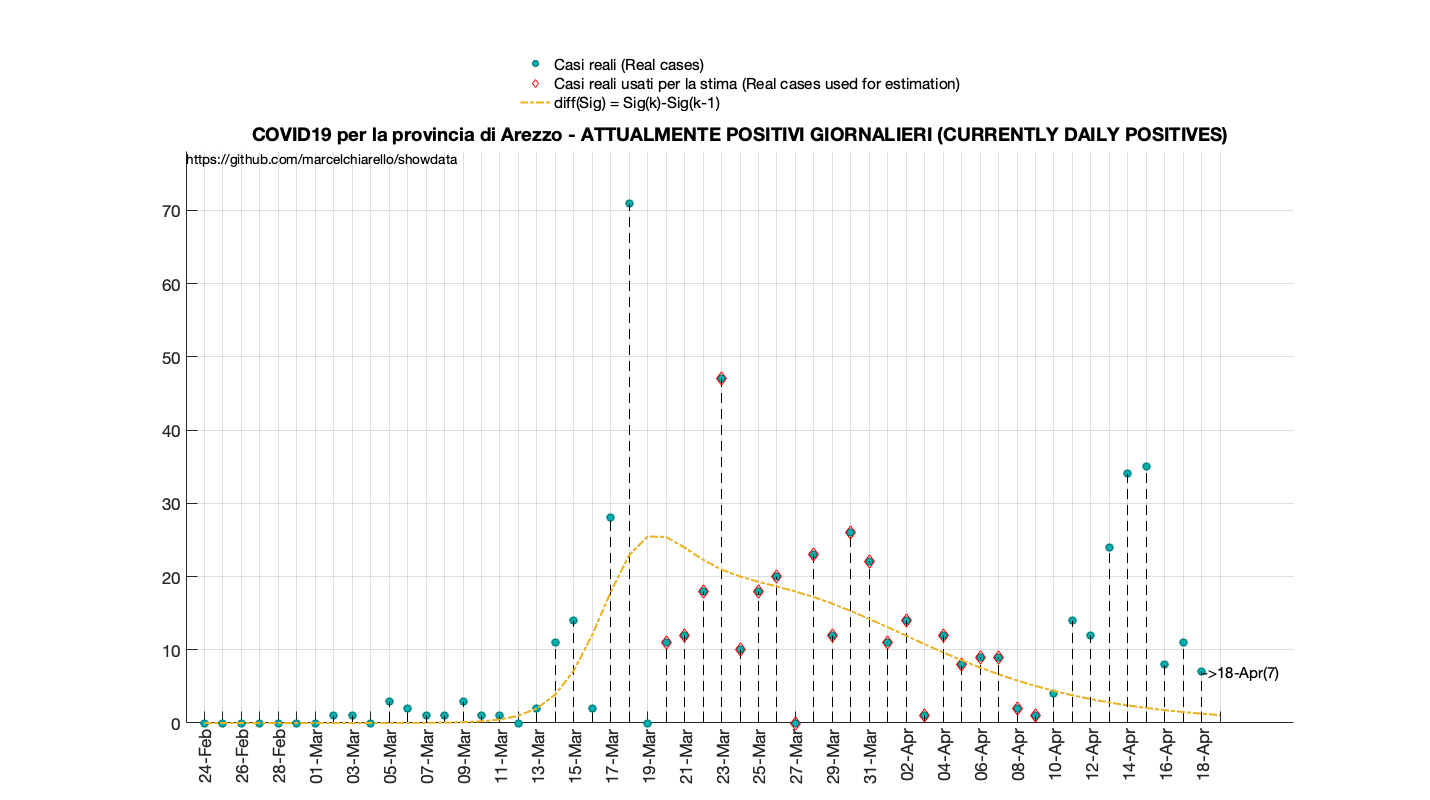 Casi reali (Real cases)
Casi reali usati per la stima (Real cases used for estimation)
diff(Sig) = Sig(k)-Sig(k-1)
COVID19 per la provincia di Arezzo - ATTUALMENTE POSITIVI GIORNALIERI (CURRENTLY DAILY POSITIVES)
https://github.com/marcelchiarello/showdata
70
60
50
40
30
20
10
0
->18-Apr(7)
24-Feb
26-Feb
28-Feb
01-Mar
03-Mar
05-Mar
07-Mar
09-Mar
11-Mar
13-Mar
15-Mar
17-Mar
19-Mar
21-Mar
23-Mar
25-Mar
27-Mar
29-Mar
31-Mar
02-Apr
04-Apr
06-Apr
08-Apr
10-Apr
12-Apr
14-Apr
16-Apr
18-Apr